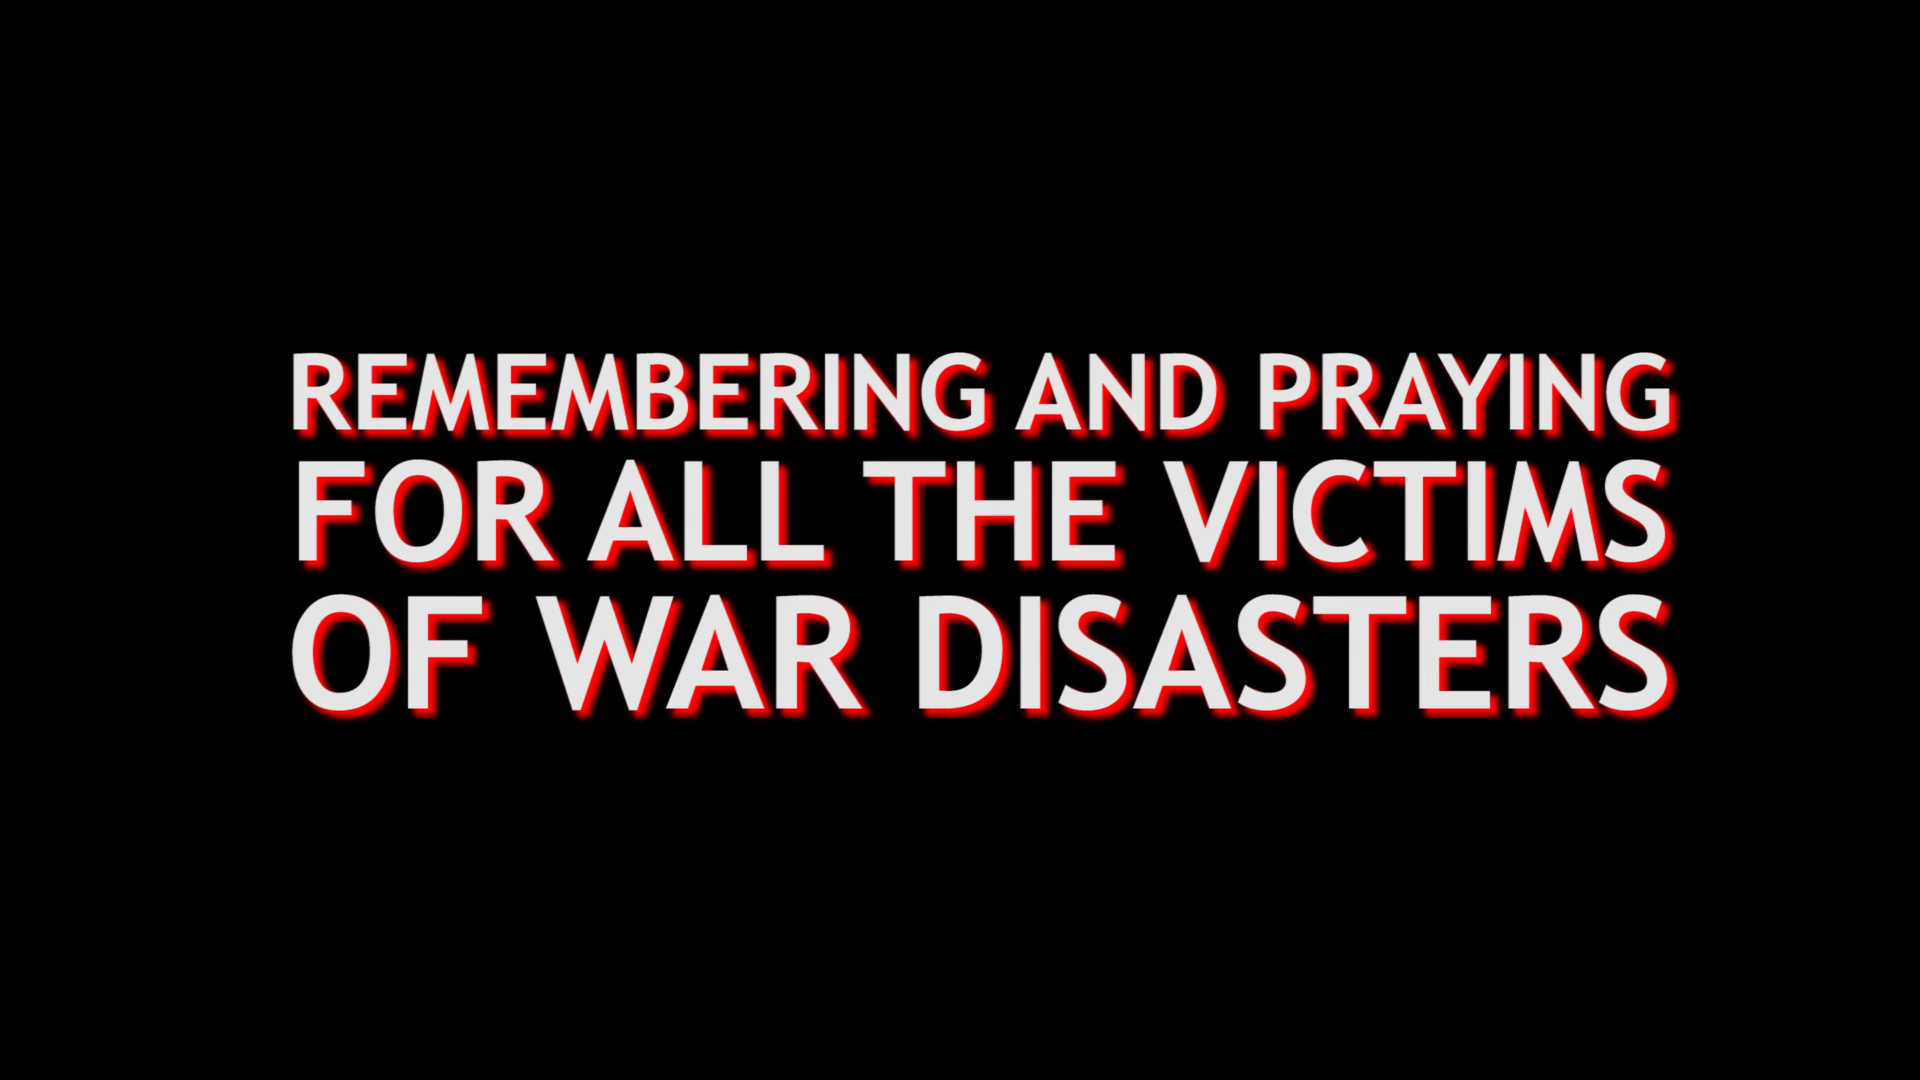 REMEMBERING AND PRAYING
FOR ALL THE VICTIMS
OF WAR DISASTERS